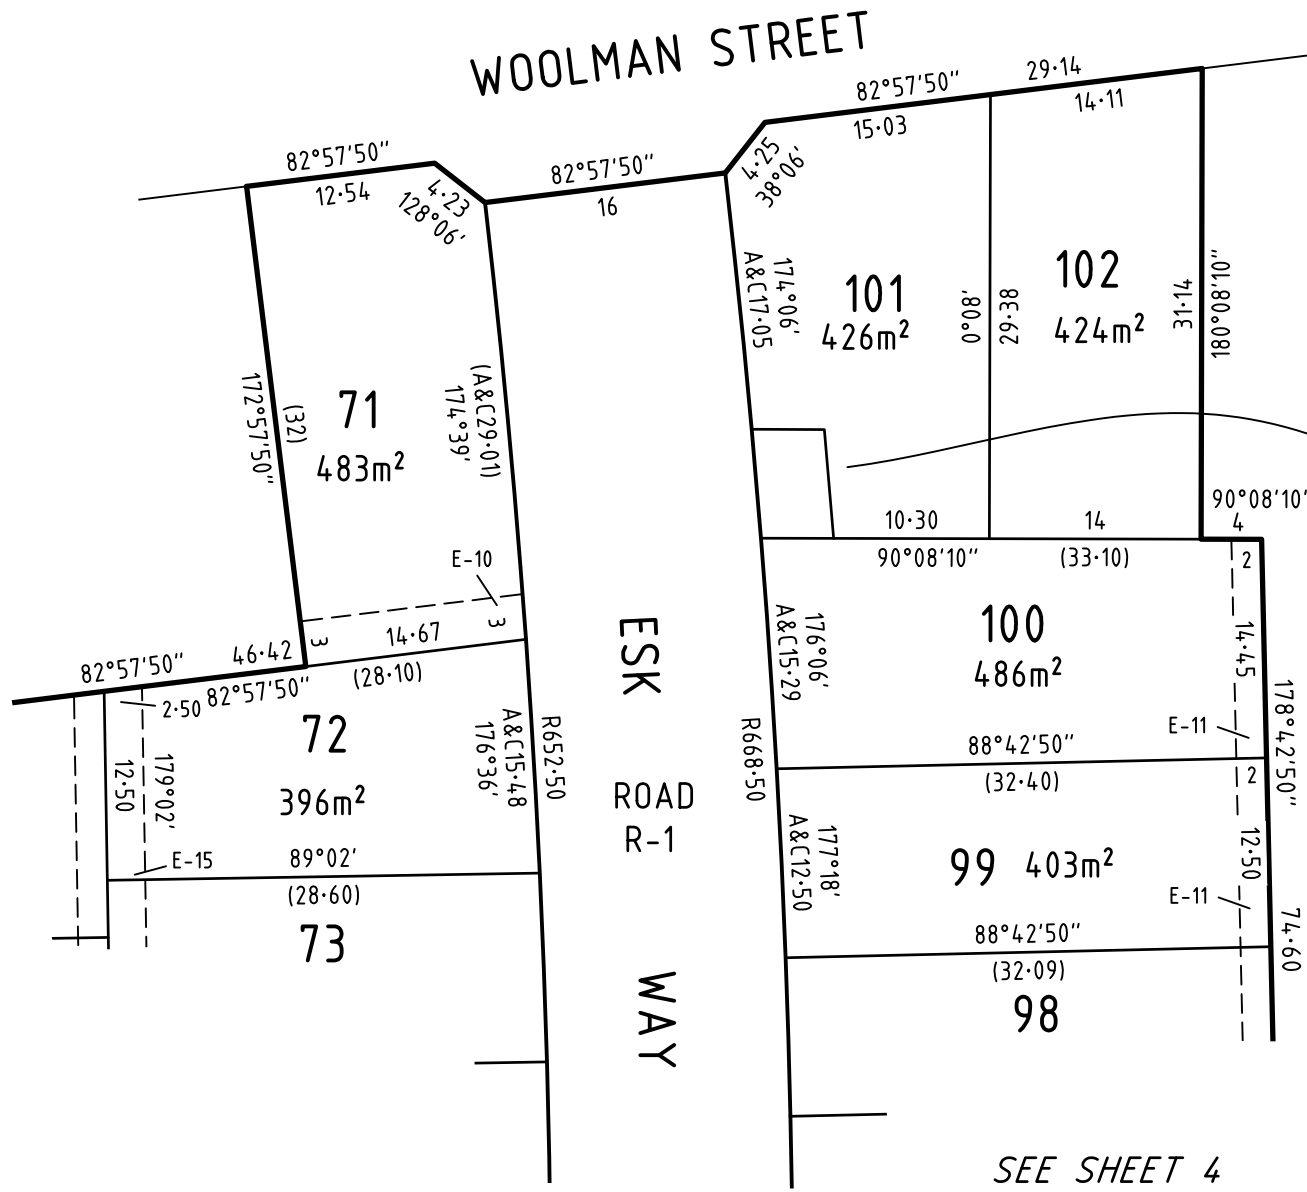 WOOLMAN STREET
82°57'50"
29·14
15·03
14·11
82°57'50"
12·54
4·23
128°06'
82°57'50"
16
4·25
38°06'
174°06'
A&C17·05
101
426m²
0°08'
29·38
102
424m²
31·14
180°08'10"
172°57'50"
(32)
71
483m²
(A&C29·01)
174°39'
E-10
3
3
14·67
(28·10)
10·30
14
90°08'10"
(33·10)
90°08'10"
4
2
82°57'50"
46·42
82°57'50"
2·50
72
396m²
12·50
179°02'
A&C15·48
176°36'
R652·50
E-15
89°02'
(28·60)
73
ESK
ROAD
R-1
WAY
R668·50
176°06'
A&C15·29
100
486m²
14·45
178°42'50"
E-11
88°42'50"
(32·40)
2
177°18'
A&C12·50
99 403m²
12·50
E-11
74·60
88°42'50"
(32·09)
98
SEE SHEET 4